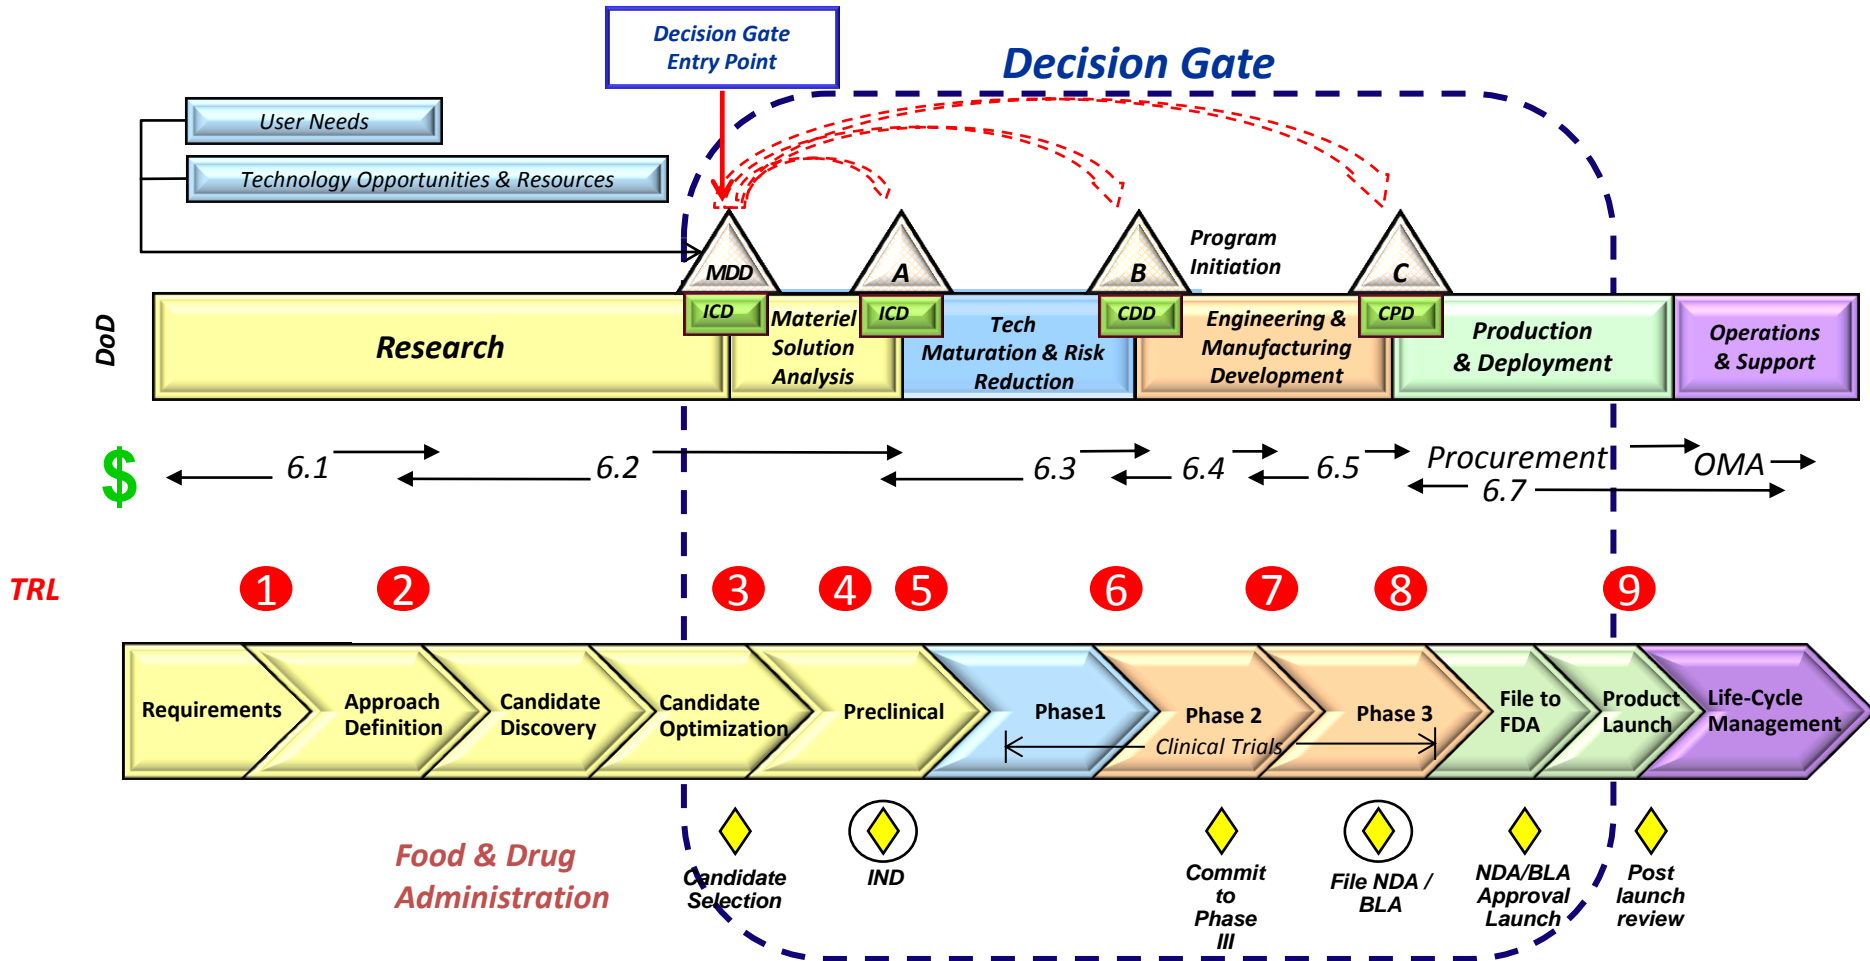 Decision Gate
Entry Point
Decision Gate
User Needs
Technology Opportunities & Resources
MDD
A
B
Program
Initiation
C
DoD
ICD
ICD
CDD
CPD
Research
Materiel
Solution
Analysis
Tech
Maturation & Risk
Reduction
Engineering &
Manufacturing
Development
Production
& Deployment
Operations
& Support
$
6.1
6.2
6.3
6.4
6.5
Procurement
6.7
OMA
TRL
1
2
3
4
5
6
7
8
9
Requirements
Approach
Definition
Candidate
Discovery
Candidate
Optimization
Preclinical
Phase1
Phase 2
Phase 3
Clinical Trials
File to
FDA
Product
Launch
Life-Cycle
Management
Food & Drug
Administration
Candidate
Selection
IND
Commit
to
Phase
III
File NDA /
BLA
NDA/BLA
Approval
Launch
Post
launch
review